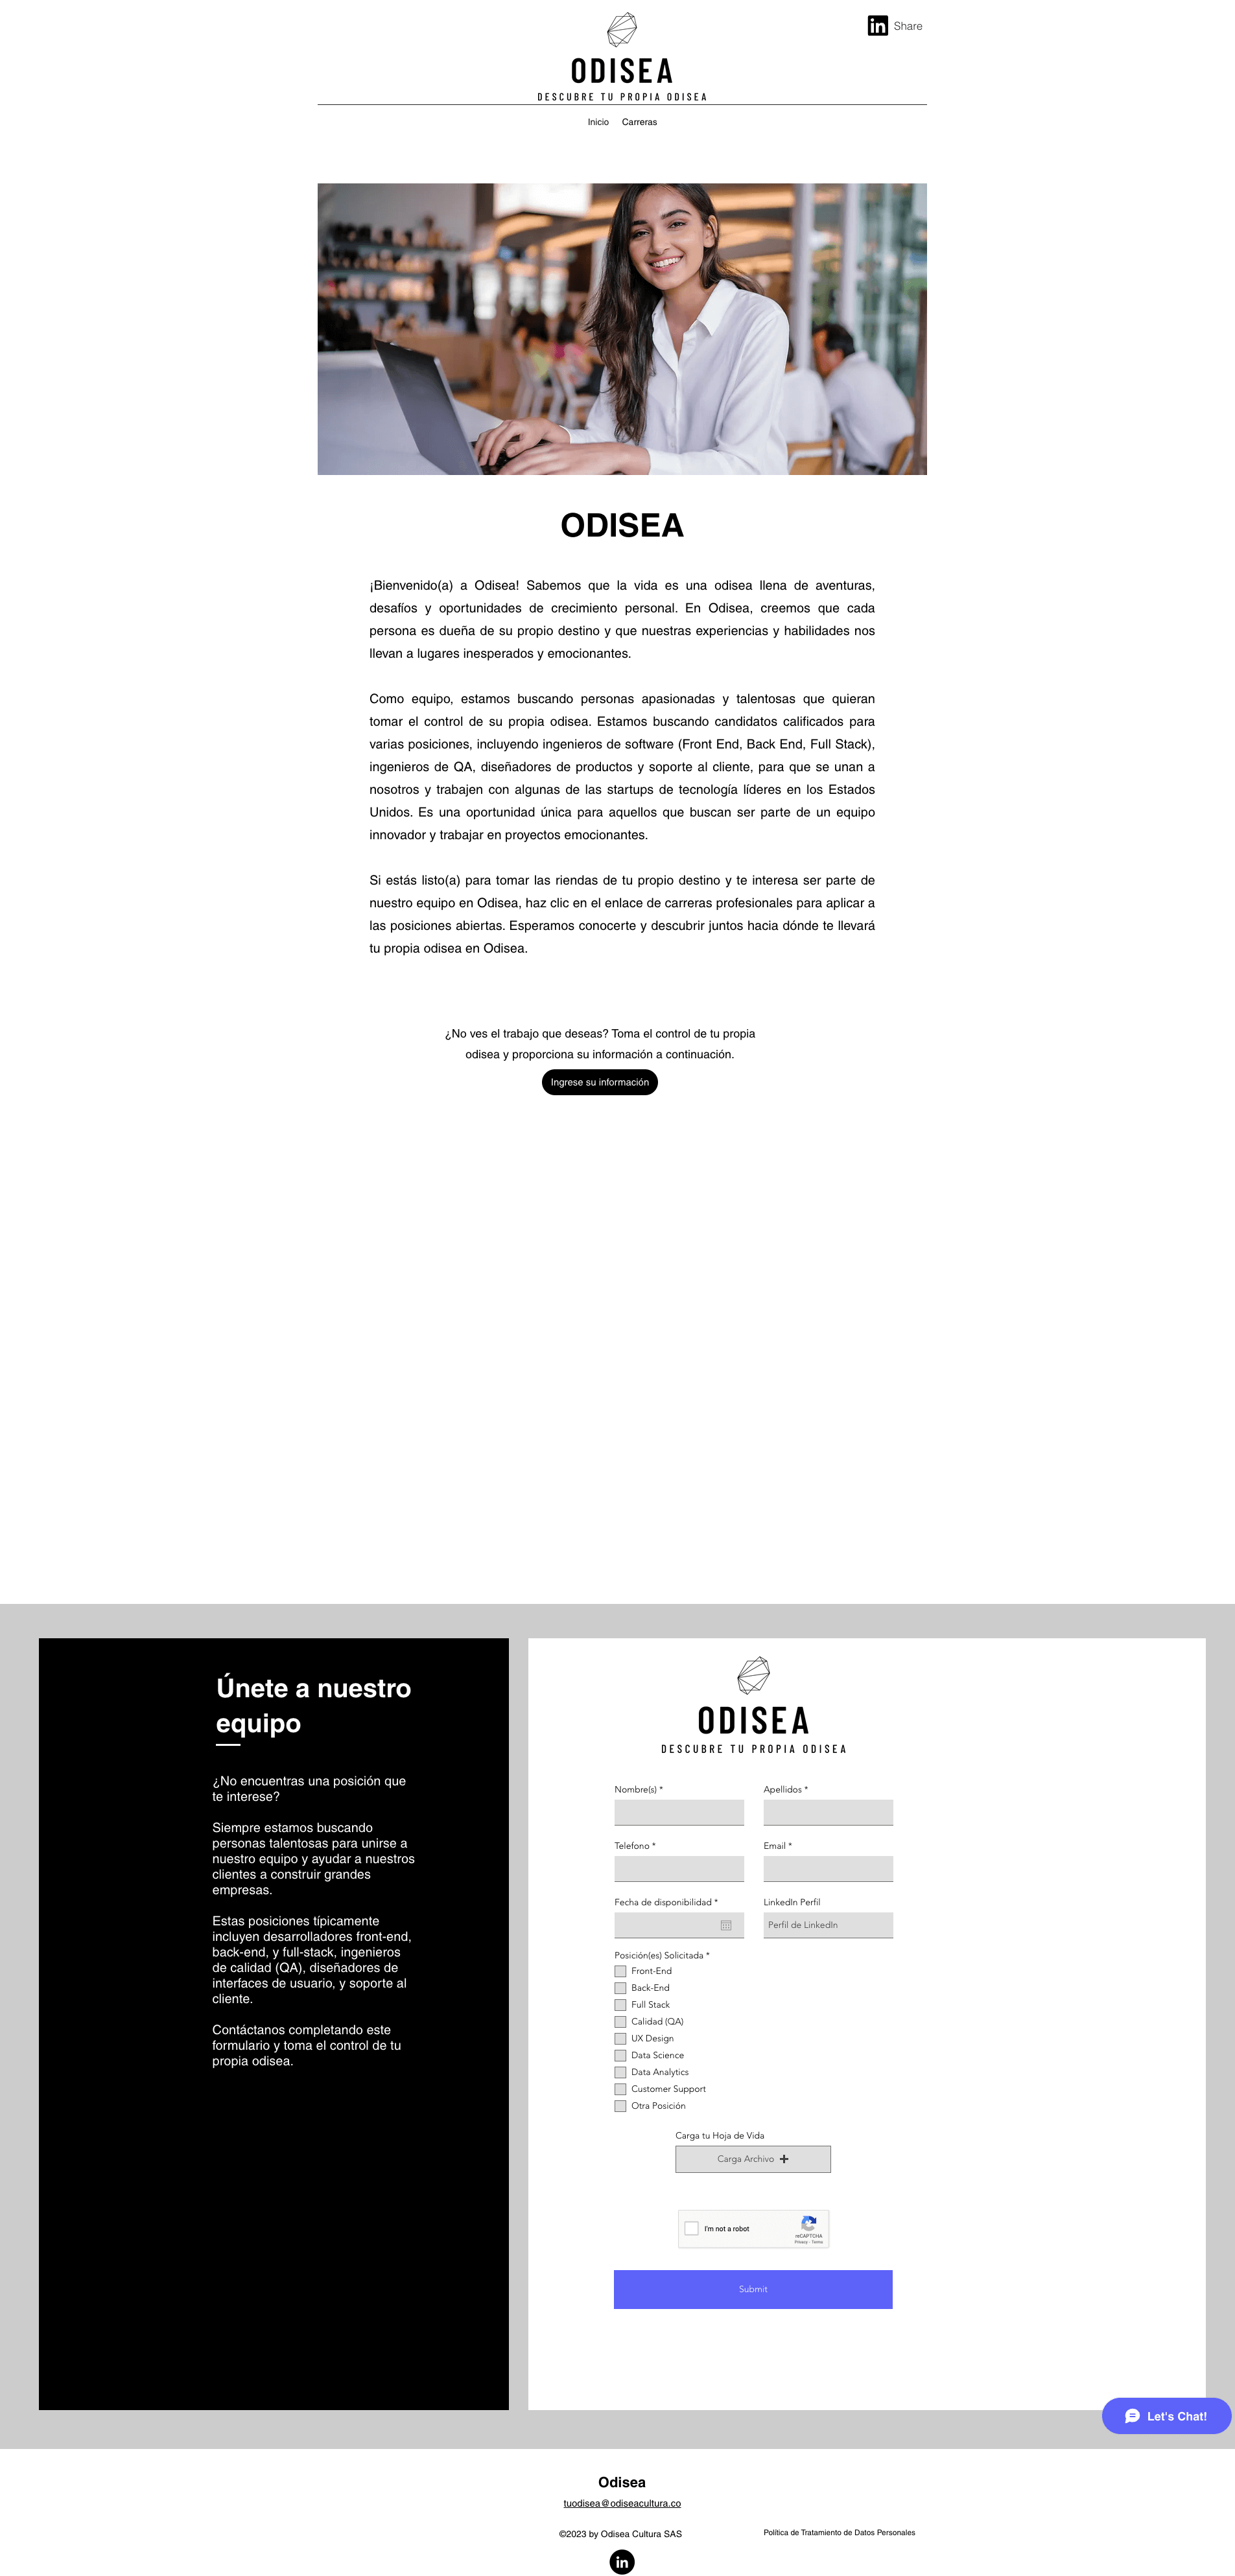 ODISEA
DESCUBRE TU PROPIA ODISEA
in Share
Inicio Carreras
ODISEA
¡Bienvenido(a) a Odisea! Sabemos que la vida es una odisea llena de aventuras,
desafíos y oportunidades de crecimiento personal. En Odisea, creemos que cada
persona es dueña de su propio destino y que nuestras experiencias y habilidades nos
llevan a lugares inesperados y emocionantes.
Como equipo, estamos buscando personas apasionadas y talentosas que quieran
tomar el control de su propia odisea. Estamos buscando candidatos calificados para
varias posiciones, incluyendo ingenieros de software (Front End, Back End, Full Stack),
ingenieros de QA, diseñadores de productos y soporte al cliente, para que se unan a
nosotros y trabajen con algunas de las startups de tecnología líderes en los Estados
Unidos. Es una oportunidad única para aquellos que buscan ser parte de un equipo
innovador y trabajar en proyectos emocionantes.
Si estás listo(a) para tomar las riendas de tu propio destino y te interesa ser parte de
nuestro equipo en Odisea, haz clic en el enlace de carreras profesionales para aplicar a
las posiciones abiertas. Esperamos conocerte y descubrir juntos hacia dónde te llevará
tu propia odisea en Odisea.
¿No ves el trabajo que deseas? Toma el control de tu propia
odisea y proporciona su información a continuación.
Ingrese su información
Únete a nuestro
equipo
¿No encuentras una posición que
te interese?
Siempre estamos buscando
personas talentosas para unirse a
nuestro equipo y ayudar a nuestros
clientes a construir grandes
empresas.
Estas posiciones típicamente
incluyen desarrolladores front-end,
back-end, y full-stack, ingenieros
de calidad (QA), diseñadores de
interfaces de usuario, y soporte al
cliente.
Contáctanos completando este
formulario y toma el control de tu
propia odisea.
ODISEA
DESCUBRE TU PROPIA ODISEA
Nombre(s) * Apellidos *
Telefono * Email *
Fecha de disponibilidad * LinkedIn Perfil
Perfil de LinkedIn
Posición(es) Solicitada *
Front-End
Back-End
Full Stack
Calidad (QA)
UX Design
Data Science
Data Analytics
Customer Support
Otra Posición
Carga tu Hoja de Vida
Carga Archivo
I'm not a robot
reCAPTCHA
Privacy - Terms
Submit
Let's Chat!
Odisea
tuodisea@odiseacultura.co
©2023 by Odisea Cultura SAS
Política de Tratamiento de Datos Personales
in